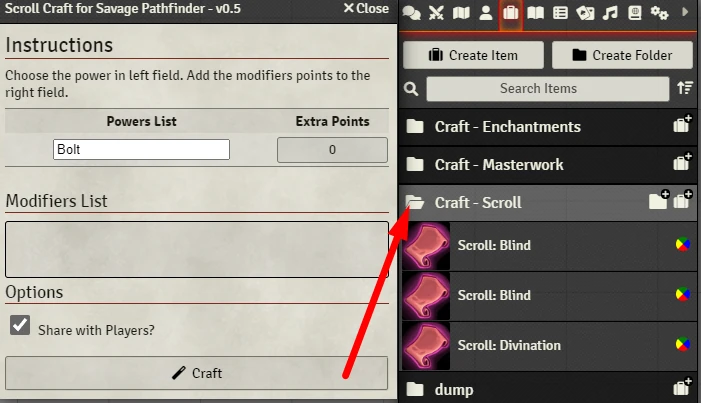 Scroll Craft for Savage Pathfinder - v0.5
Close
Instructions
Choose the power in left field. Add the modifiers points to the
right field.
Powers List Extra Points
Bolt 0
Modifiers List
Options
Share with Players?
Craft
Create Item Create Folder
Search Items
Craft - Enchantments
Craft - Masterwork
Craft - Scroll
Scroll: Blind
Scroll: Blind
Scroll: Divination
dump